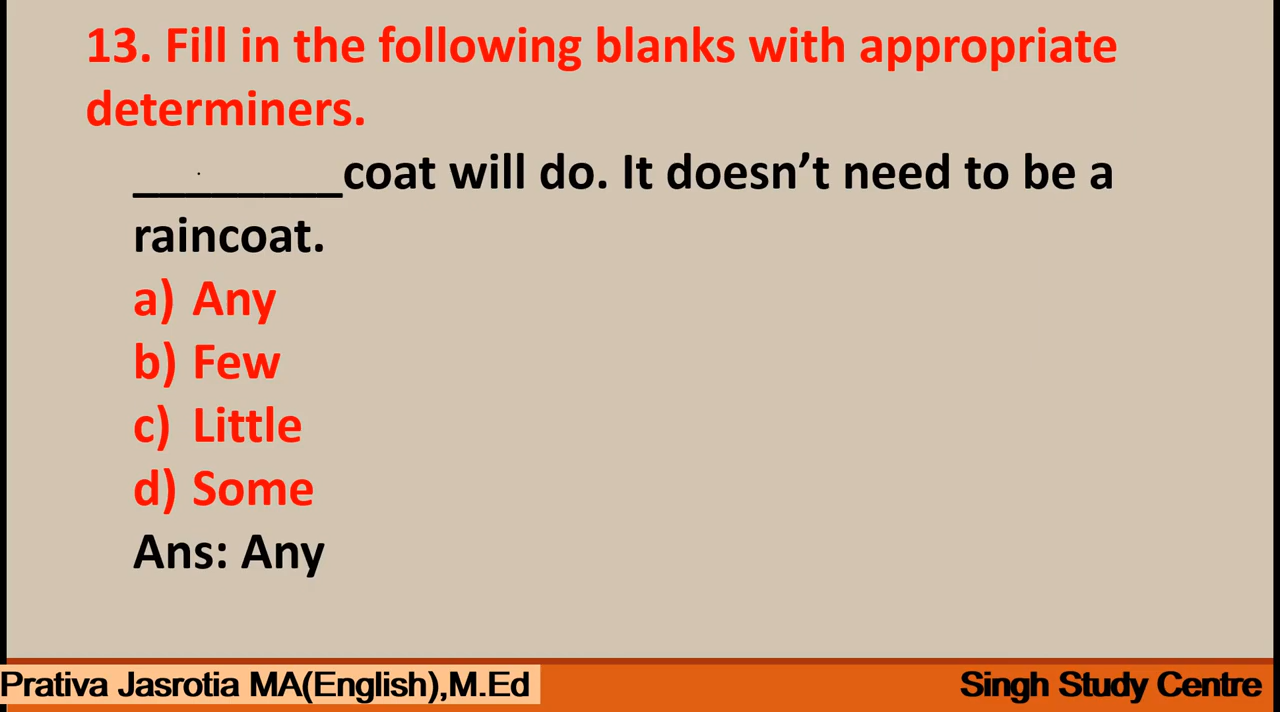 13. Fill in the following blanks with appropriate
determiners.
________coat will do. It doesn’t need to be a
raincoat.
a) Any
b) Few
c) Little
d) Some
Ans: Any
Prativa Jasrotia MA(English),M.Ed
Singh Study Centre